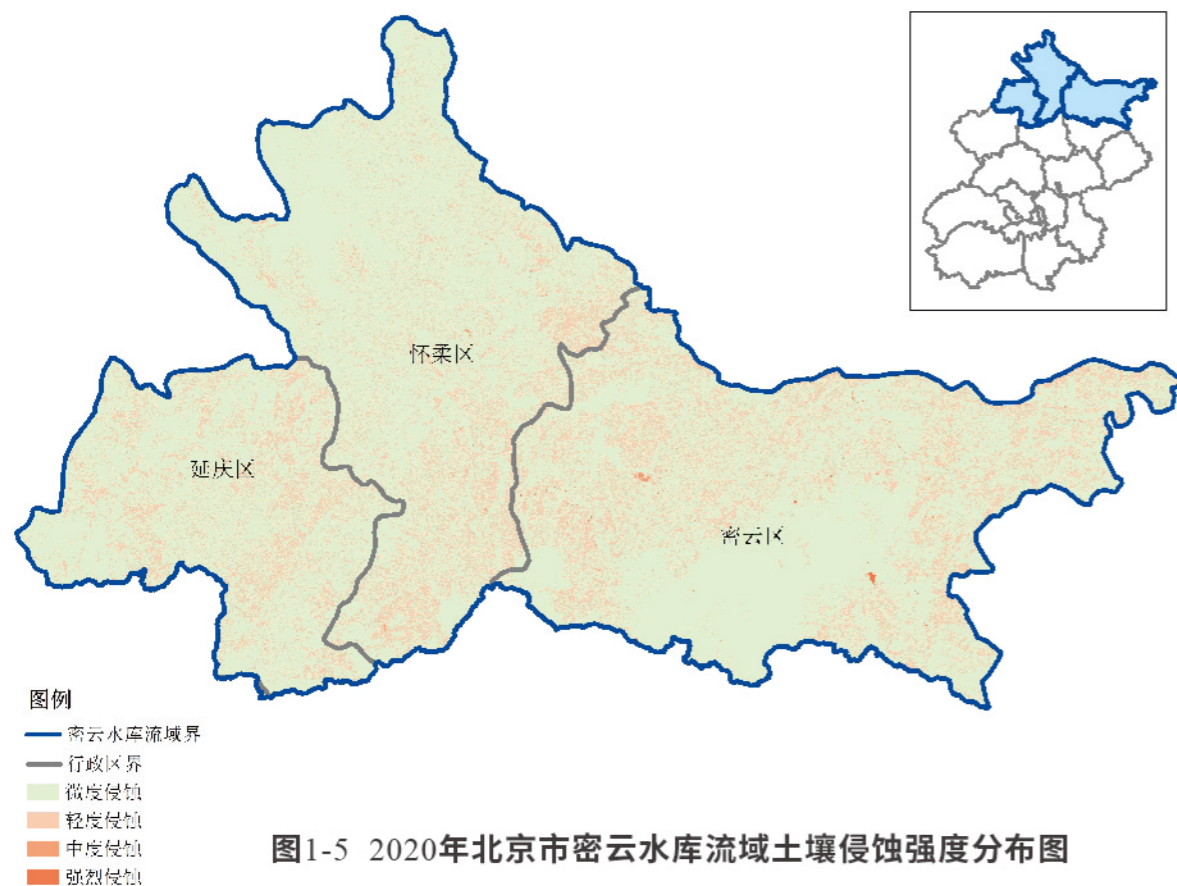 怀柔区
延庆区
密云区
图例
密云水库流域界
行政区界
微度侵蚀
轻度侵蚀
中度侵蚀
强烈侵蚀
图1-5 2020年北京市密云水库流域土壤侵蚀强度分布图